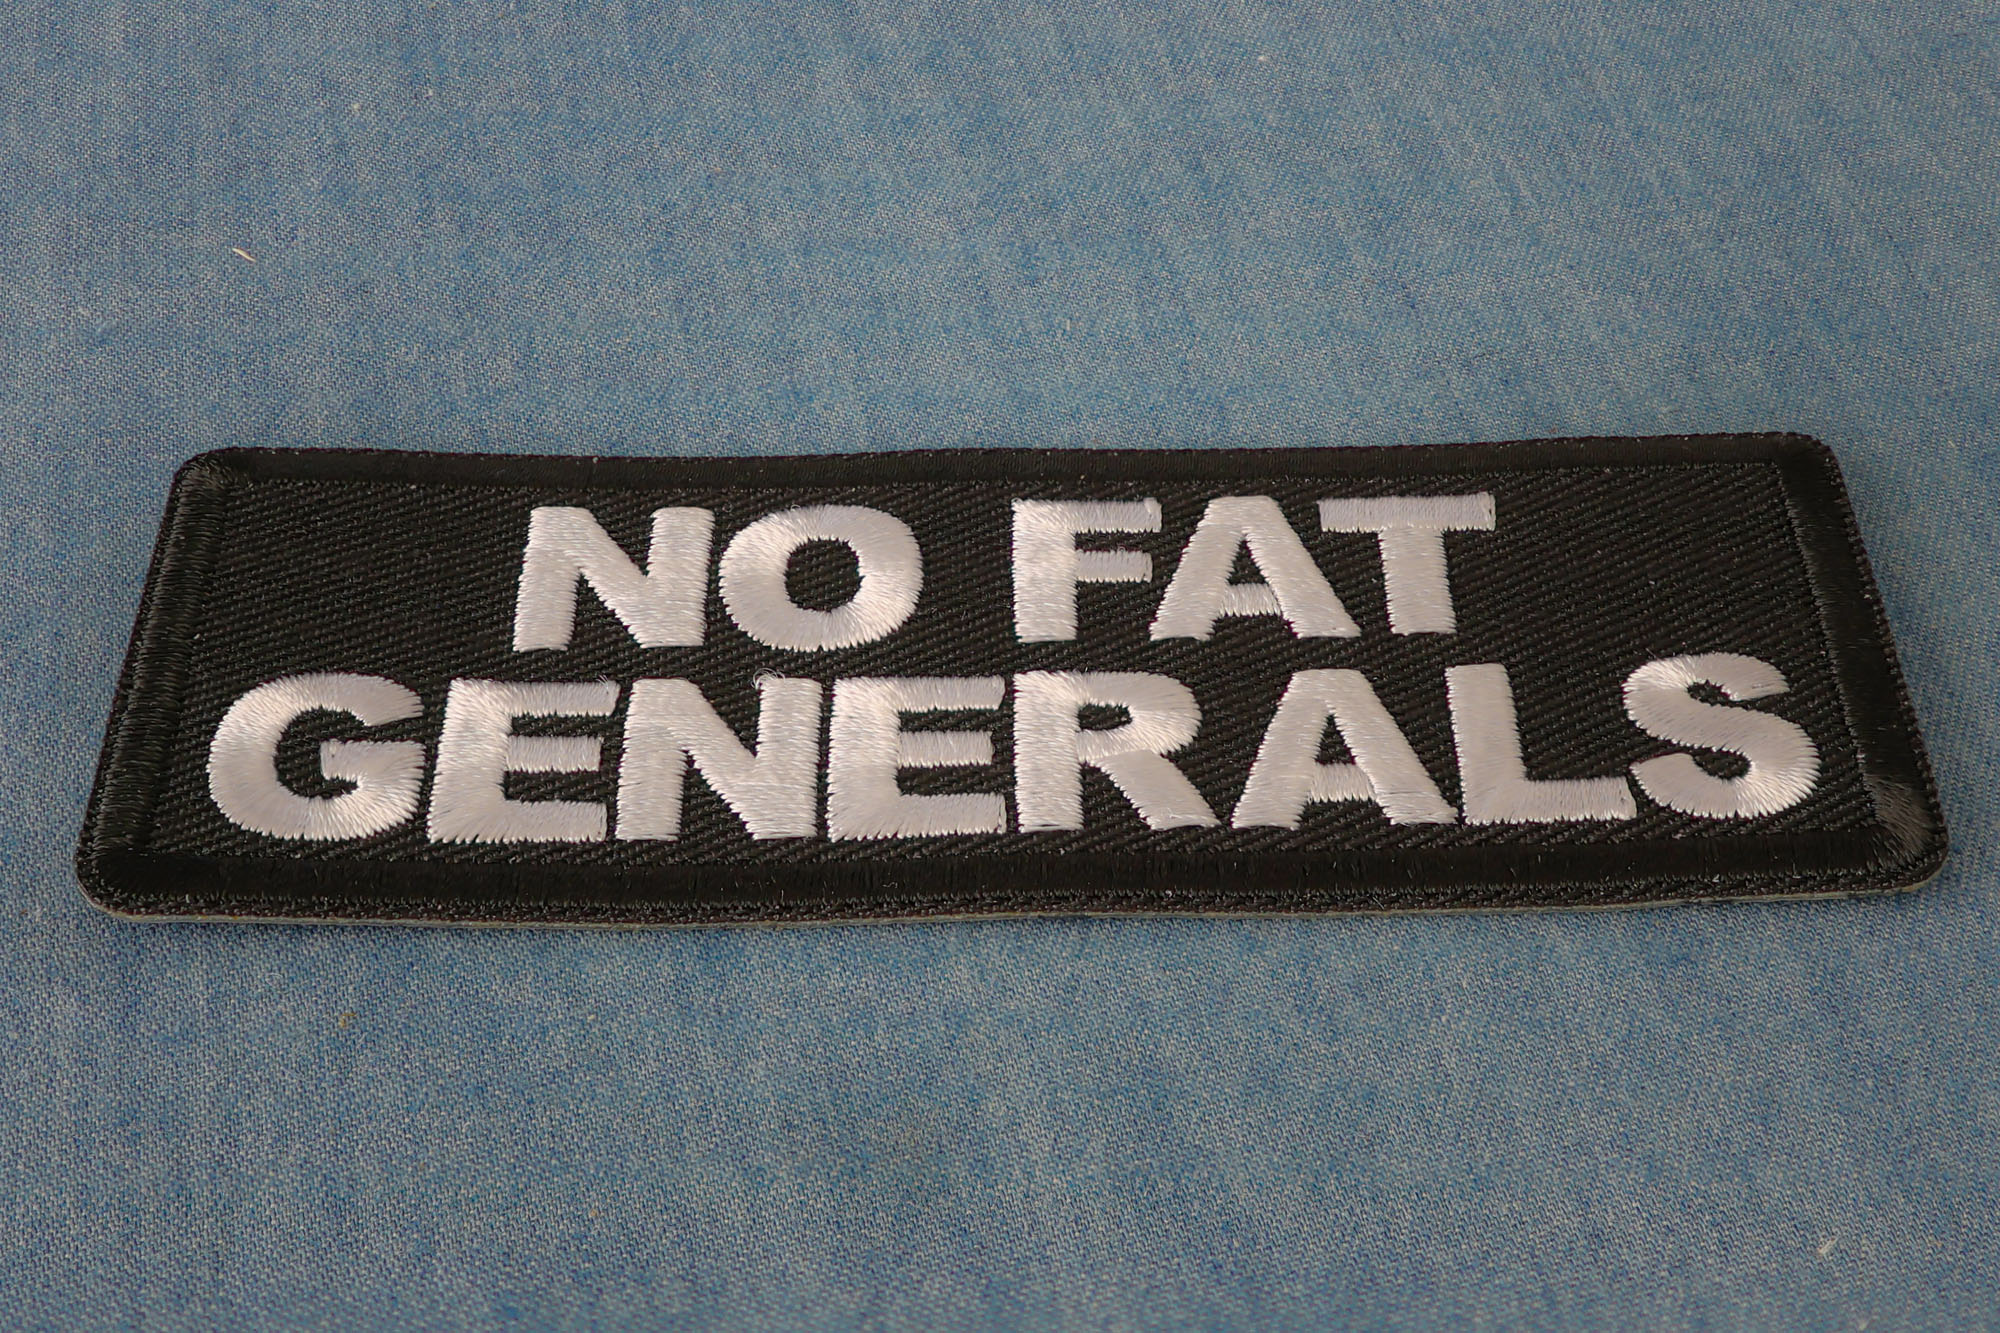 NO FAT
GENERALS